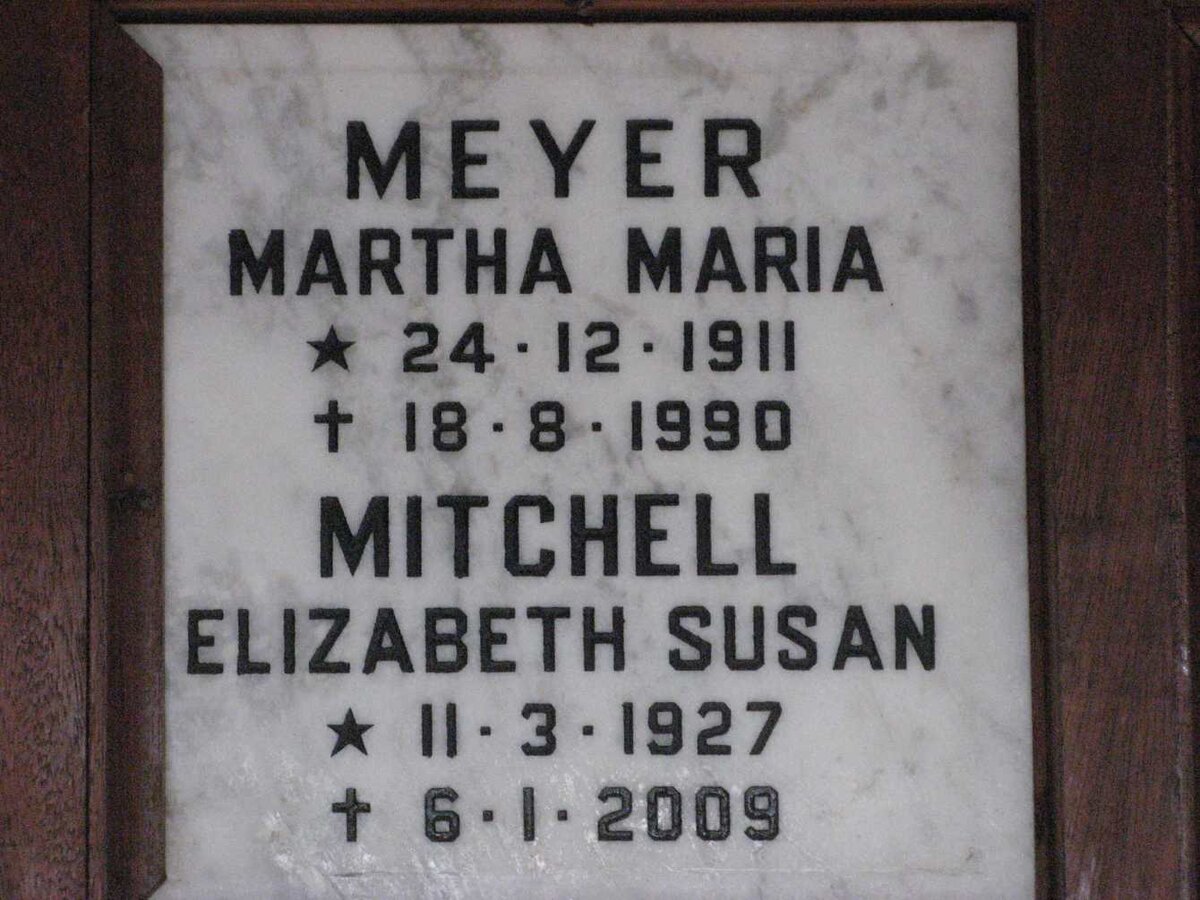 MEYER
MARTHA MARIA
★ 24·12·1911
✝ 18·8·1990
MITCHELL
ELIZABETH SUSAN
★ 11·3·1927
✝ 6·1·2009